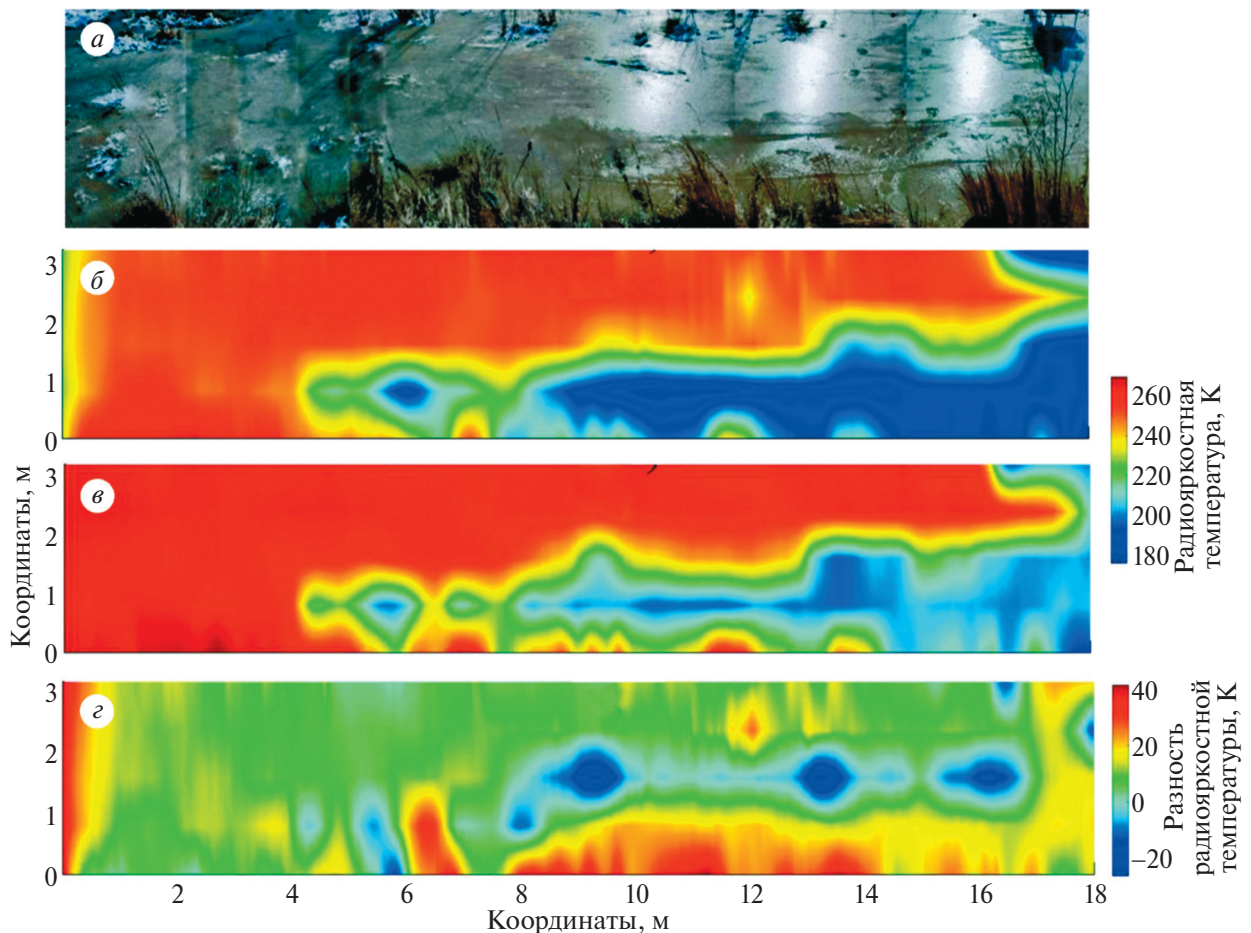 а
б
3
2
1
0
260
240
220
200
180
Радиояркостная
температура, К
в
3
2
1
0
Координаты, м
г
3
2
1
0
2
4
6
8
10
12
14
16
18
Координаты, м
40
20
0
–20
Разность
радиояркостной
температуры, К